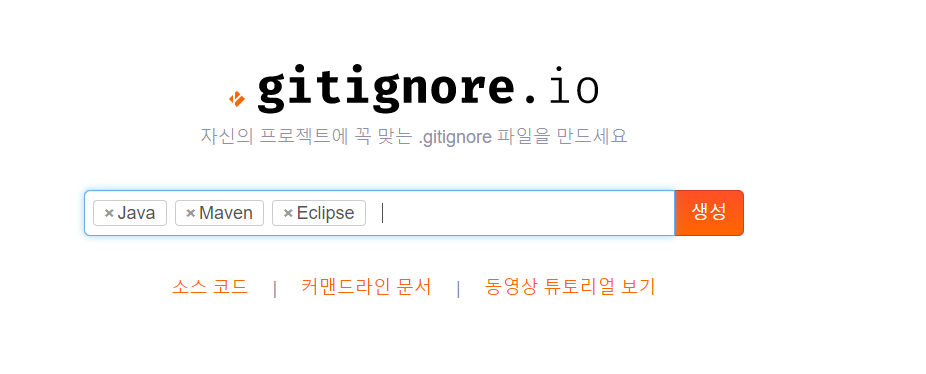 gitignore.io
자신의 프로젝트에 꼭 맞는 .gitignore 파일을 만드세요
×Java ×Maven ×Eclipse 생성
소스 코드 | 커맨드라인 문서 | 동영상 튜토리얼 보기